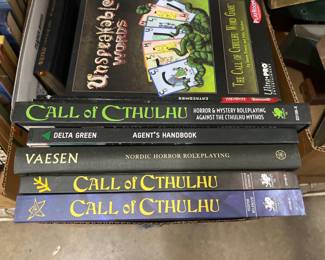 Unspeakable
Words
THE CALL OF CTHULHU WORD GAME
Ultra·PRO
CALL OF CTHULHU
HORROR & MYSTERY ROLEPLAYING
AGAINST THE CTHULHU MYTHOS
DELTA GREEN
AGENT'S HANDBOOK
VAESEN
NORDIC HORROR ROLEPLAYING
CALL OF CTHULHU
CALL OF CTHULHU